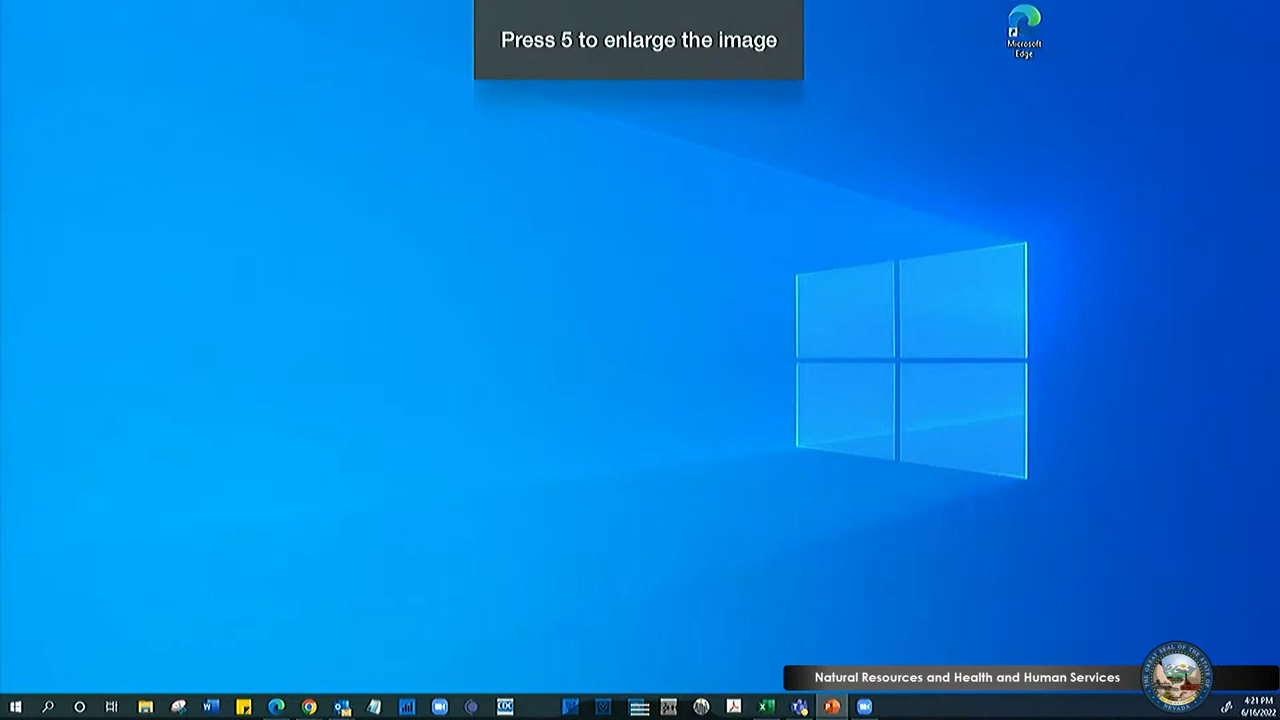 Press 5 to enlarge the image
Microsoft
Edge
Natural Resources and Health and Human Services
4:21 PM
6/16/2022